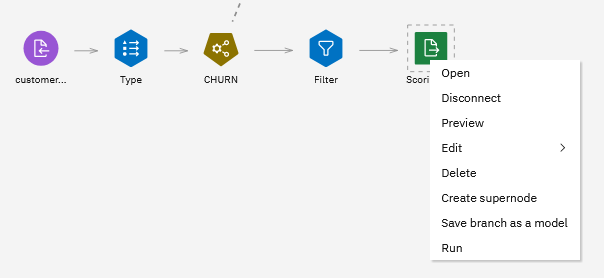 customer...
Type
CHURN
Filter
Scori
Open
Disconnect
Preview
Edit
Delete
Create supernode
Save branch as a model
Run